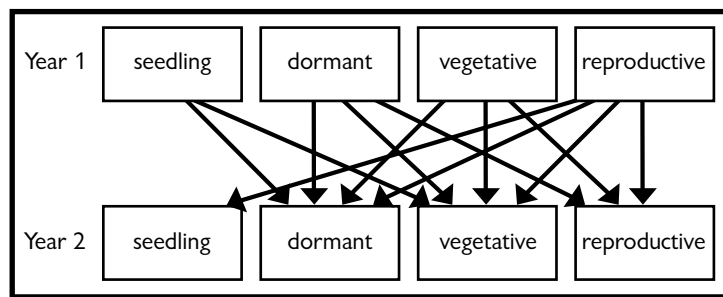 Year 1 seedling dormant vegetative reproductive
Year 2 seedling dormant vegetative reproductive